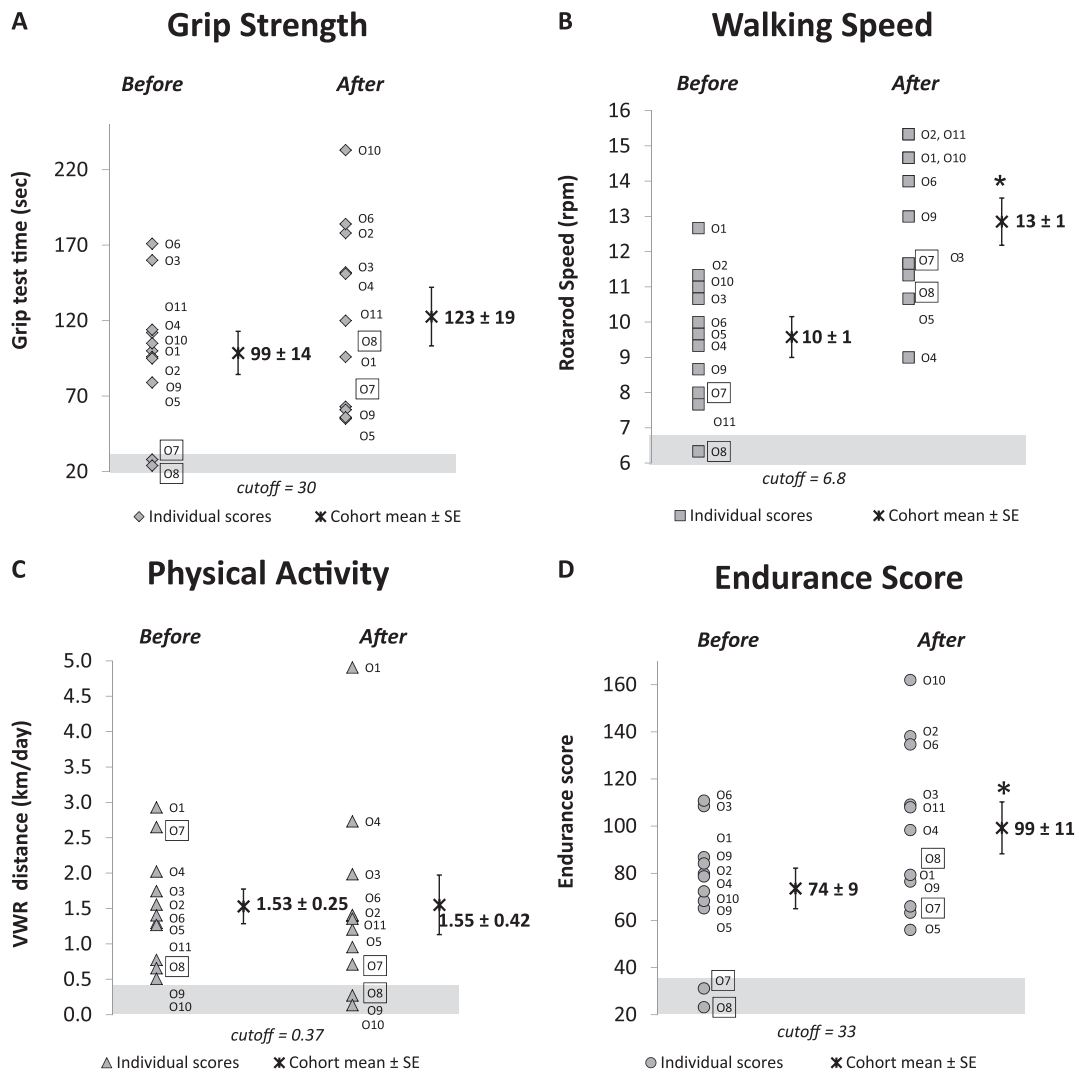 A
Grip Strength
Before
After
Grip test time (sec)
220
170
120
70
20
O6
O3
O11
O4
O10
O1
O2
O9
O5
O7
O8
99 ± 14
O10
O6
O2
O3
O4
O11
O8
O1
O7
O9
O5
123 ± 19
cutoff = 30
Individual scores
Cohort mean ± SE
B
Walking Speed
Before
After
Rotarod Speed (rpm)
16
15
14
13
12
11
10
9
8
7
6
O1
O2
O10
O3
O6
O5
O4
O9
O7
O11
O8
10 ± 1
O2, O11
O1, O10
O6
O9
O7
O3
O8
O5
O4
*
13 ± 1
cutoff = 6.8
Individual scores
Cohort mean ± SE
C
Physical Activity
Before
After
VWR distance (km/day)
5.0
4.5
4.0
3.5
3.0
2.5
2.0
1.5
1.0
0.5
0.0
O1
O7
O4
O3
O2
O6
O5
O11
O8
O9
O10
1.53 ± 0.25
O1
O4
O3
O6
O2
O11
O5
O7
O8
O9
O10
1.55 ± 0.42
cutoff = 0.37
Individual scores
Cohort mean ± SE
D
Endurance Score
Before
After
Endurance score
160
140
120
100
80
60
40
20
O6
O3
O1
O9
O2
O4
O10
O9
O5
O7
O8
74 ± 9
O10
O2
O6
O3
O11
O4
O8
O1
O9
O7
O5
*
99 ± 11
cutoff = 33
Individual scores
Cohort mean ± SE